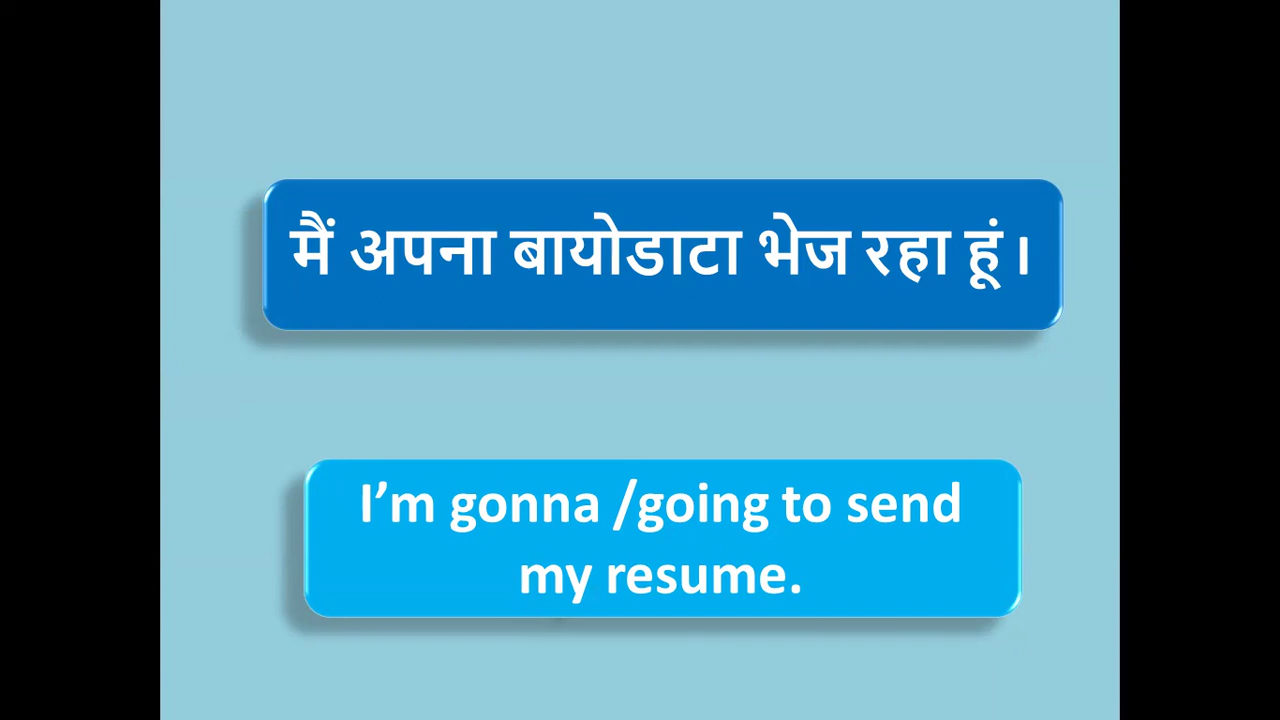 मैं अपना बायोडाटा भेज रहा हूं।
I’m gonna /going to send
my resume.